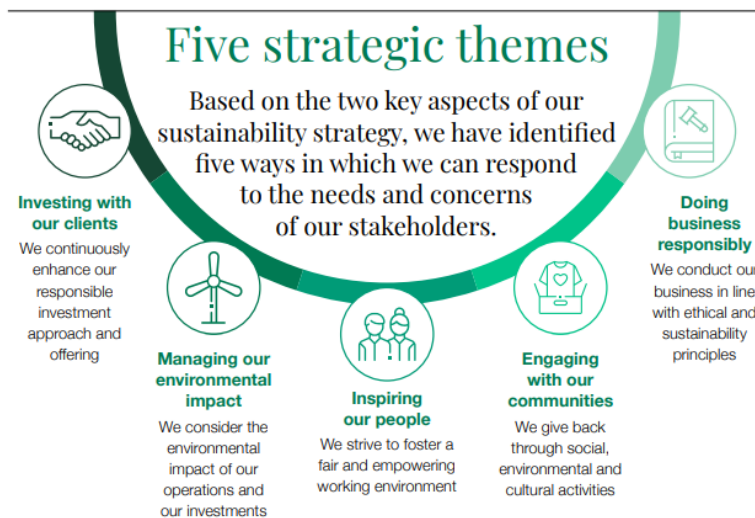 Five strategic themes
Based on the two key aspects of our
sustainability strategy, we have identified
five ways in which we can respond
to the needs and concerns
of our stakeholders.
Investing with
our clients
We continuously
enhance our
responsible
investment
approach and
offering
Managing our
environmental
impact
We consider the
environmental
impact of our
operations and
our investments
Inspiring
our people
We strive to foster a
fair and empowering
working environment
Engaging
with our
communities
We give back
through social,
environmental and
cultural activities
Doing
business
responsibly
We conduct our
business in line
with ethical and
sustainability
principles